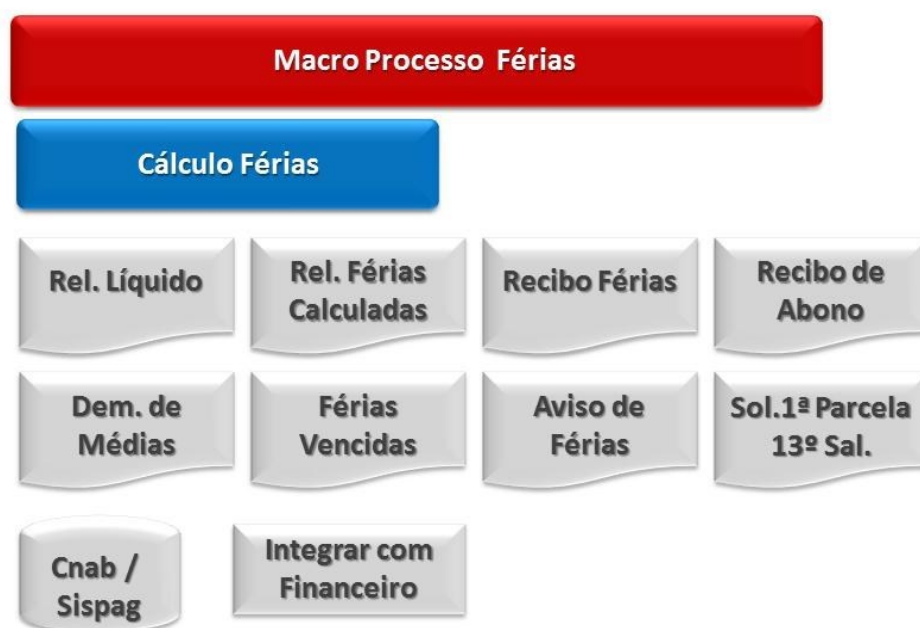 Macro Processo Férias
Cálculo Férias
Rel. Líquido
Rel. Férias
Calculadas
Recibo Férias
Recibo de
Abono
Dem. de
Médias
Férias
Vencidas
Aviso de
Férias
Sol.1ª Parcela
13º Sal.
Cnab /
Sispag
Integrar com
Financeiro